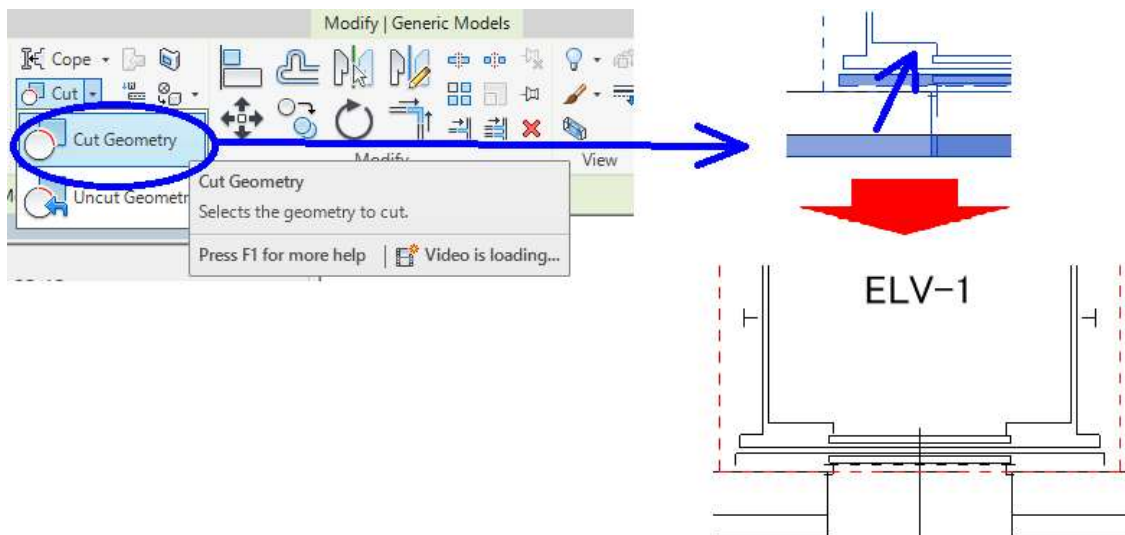 Modify | Generic Models
Cope
Cut
Cut Geometry
Modify
View
Uncut Geometr
Cut Geometry
Selects the geometry to cut.
Press F1 for more help
Video is loading...
ELV-1